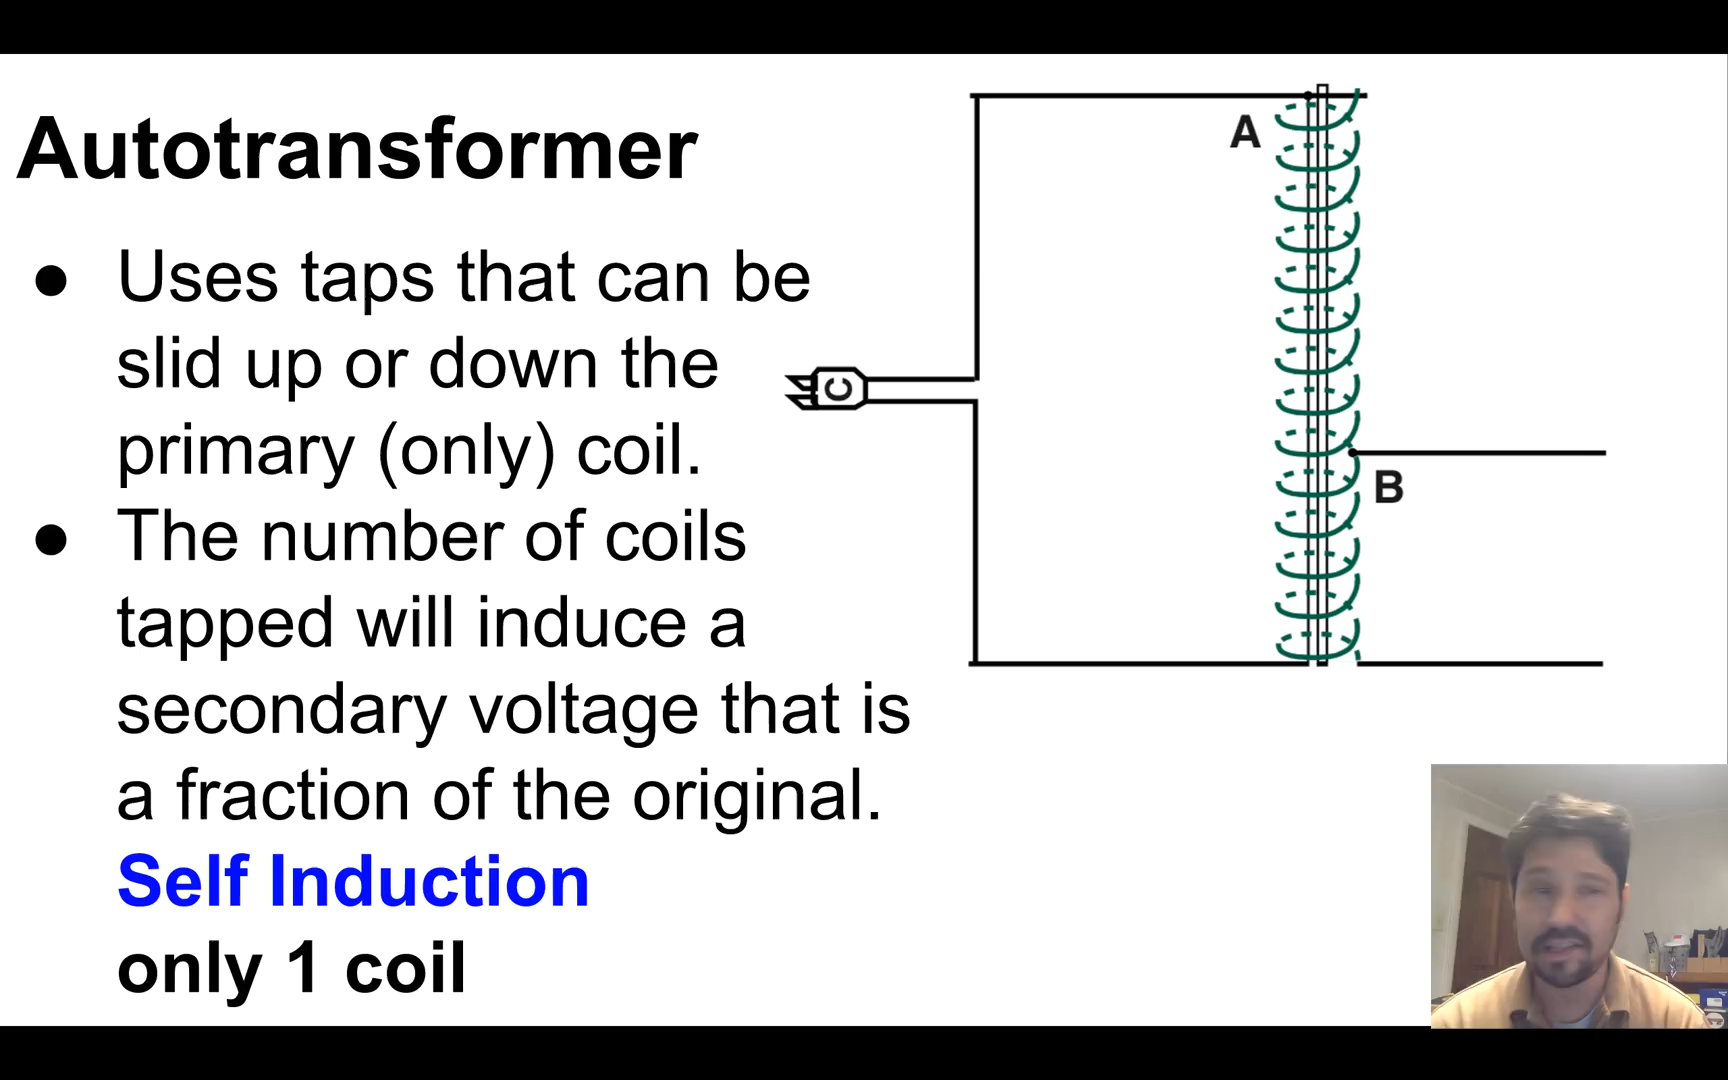 Autotransformer
● Uses taps that can be
slid up or down the
primary (only) coil.
● The number of coils
tapped will induce a
secondary voltage that is
a fraction of the original.
Self Induction
only 1 coil
A
C
B